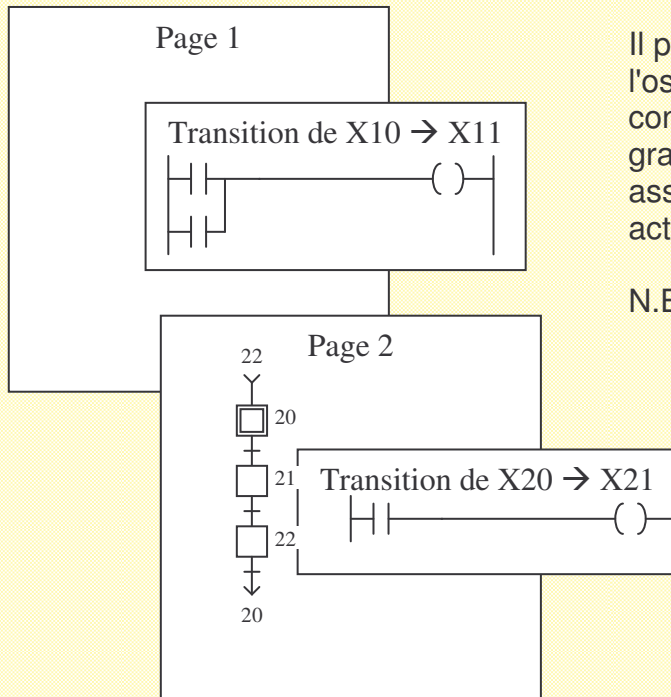 Page 1
Il p
l'os
con
gra
ass
act
N.B
Transition de X10 → X11
Page 2
22
20
21
22
20
Transition de X20 → X21